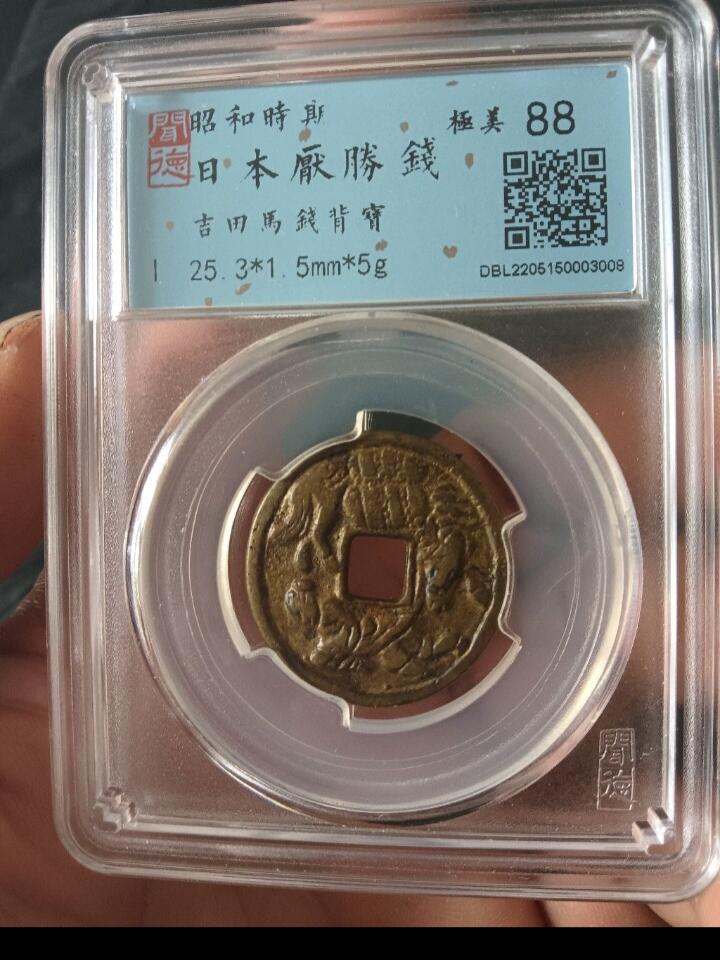 聞德
昭和時期
極美 88
日本厭勝錢
吉田馬錢背寶
1 25.3*1.5mm*5g
DBL2205150003009
聞德